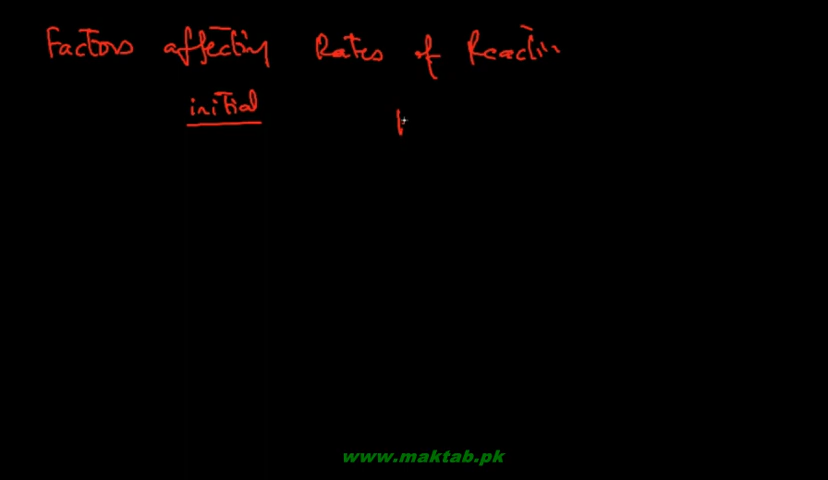 Factors affecting Rates of Reaction
initial
www.maktab.pk